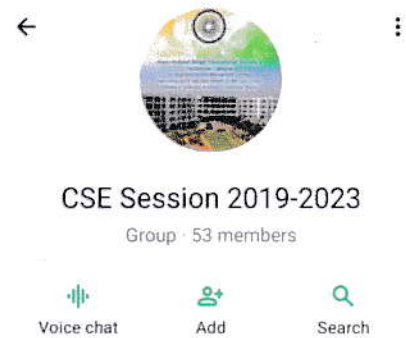 CSE Session 2019-2023
Group · 53 members
Voice chat Add Search